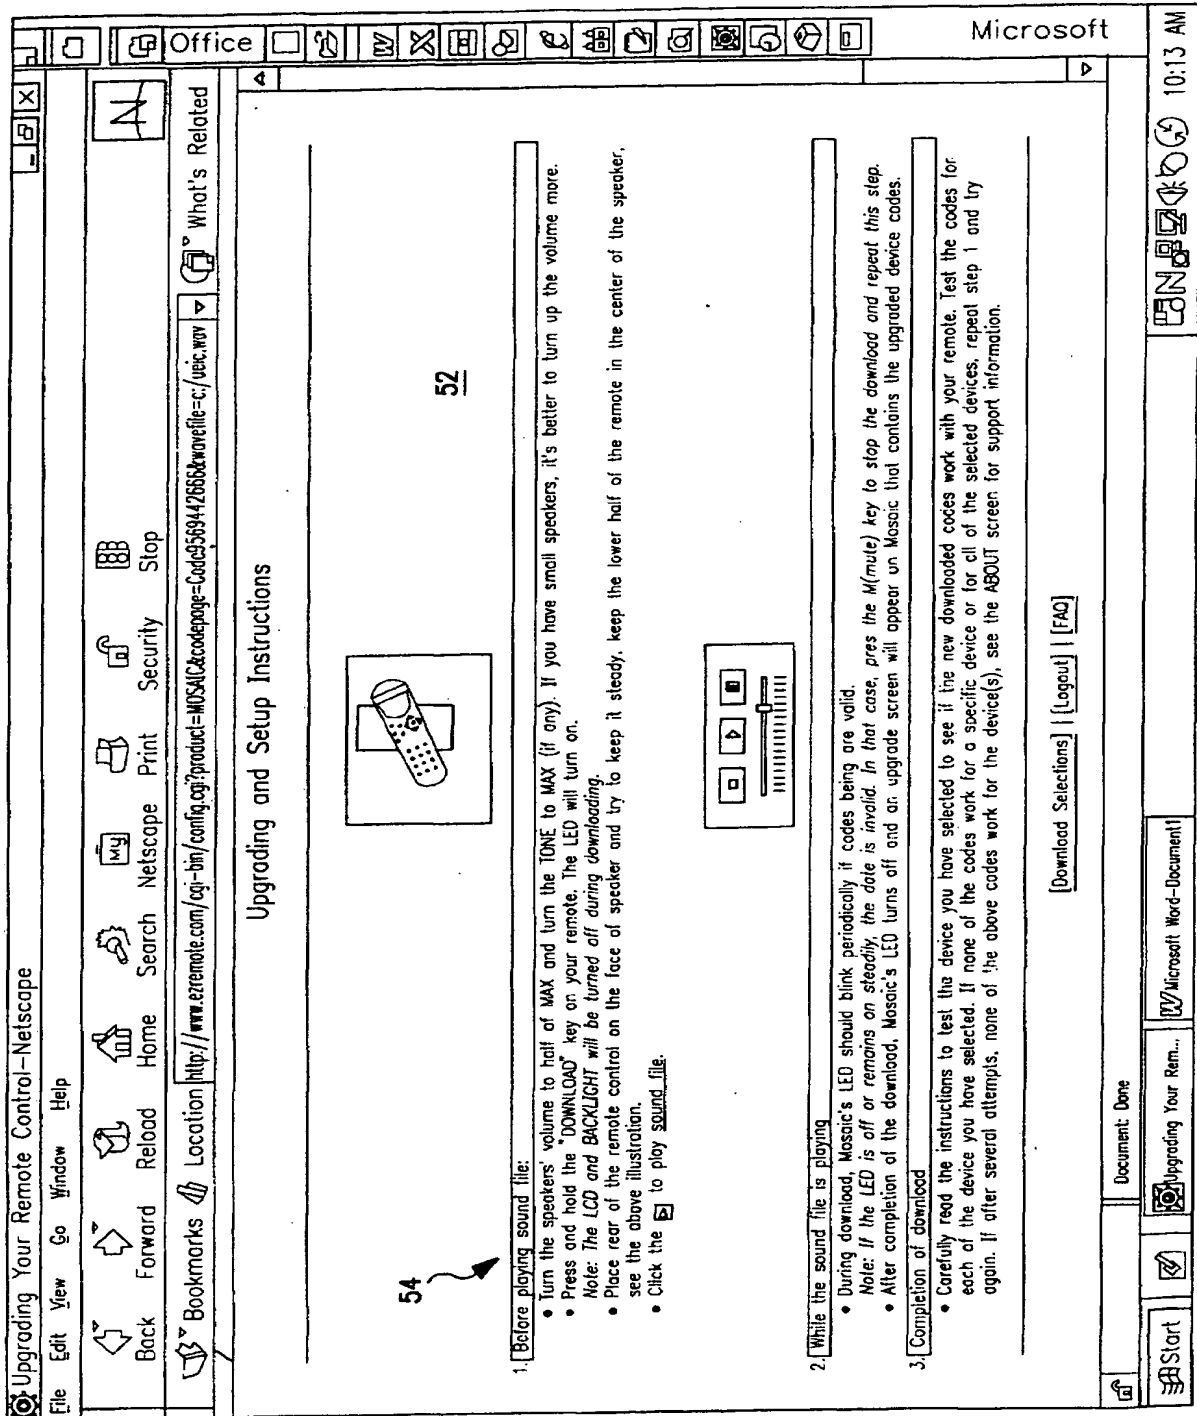 Upgrading Your Remote Control–Netscape
File Edit View Go Window Help
Back Forward Reload Home Search Netscape Print Security Stop
My
N
Bookmarks Location http://www.ezremote.com/cgi-bin/config.cgi?product=MOSAIC&codepage=Codc956944266&wavefile=c:/ueic.wav What's Related
Office
Microsoft
Upgrading and Setup Instructions
52
54
1. Before playing sound file:
• Turn the speakers' volume to half of MAX and turn the TONE to MAX (if any). If you have small speakers, it's better to turn up the volume more.
• Press and hold the "DOWNLOAD" key on your remote. The LED will turn on.
Note: The LCD and BACKLIGHT will be turned off during downloading.
• Place rear of the remote control on the face of speaker and try to keep it steady, keep the lower half of the remote in the center of the speaker,
see the above illustration.
• Click the to play sound file.
2. While the sound file is playing
• During download, Mosaic's LED should blink periodically if codes being are valid.
Note: If the LED is off or remains on steadily, the date is invalid. In that case, pres the M(mute) key to stop the download and repeat this step.
• After completion of the download, Mosaic's LED turns off and an upgrade screen will appear un Mosaic that contains the upgraded device codes.
3. Completion of download
• Carefully read the instructions to test the device you have selected to see if the new downloaded codes work with your remote. Test the codes for
each of the device you have selected. If none of the codes work for a specific device or for all of the selected devices, repeat step 1 and try
again. If after several attempts, none of the above codes work for the device(s), see the ABOUT screen for support information.
[Download Selections] | [Logout] | [FAQ]
Document: Done
Start Upgrading Your Rem... Microsoft Word–Document1 10:13 AM